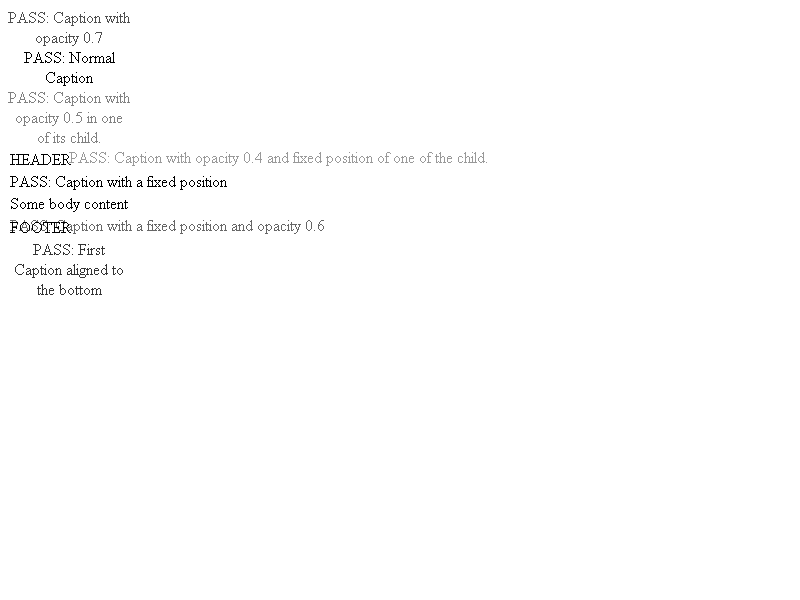 PASS: Caption with
opacity 0.7
PASS: Normal
Caption
PASS: Caption with
opacity 0.5 in one
of its child.
HEADER
PASS: Caption with opacity 0.4 and fixed position of one of the child.
PASS: Caption with a fixed position
Some body content
FOOTER
PASS: Caption with a fixed position and opacity 0.6
PASS: First
Caption aligned to
the bottom